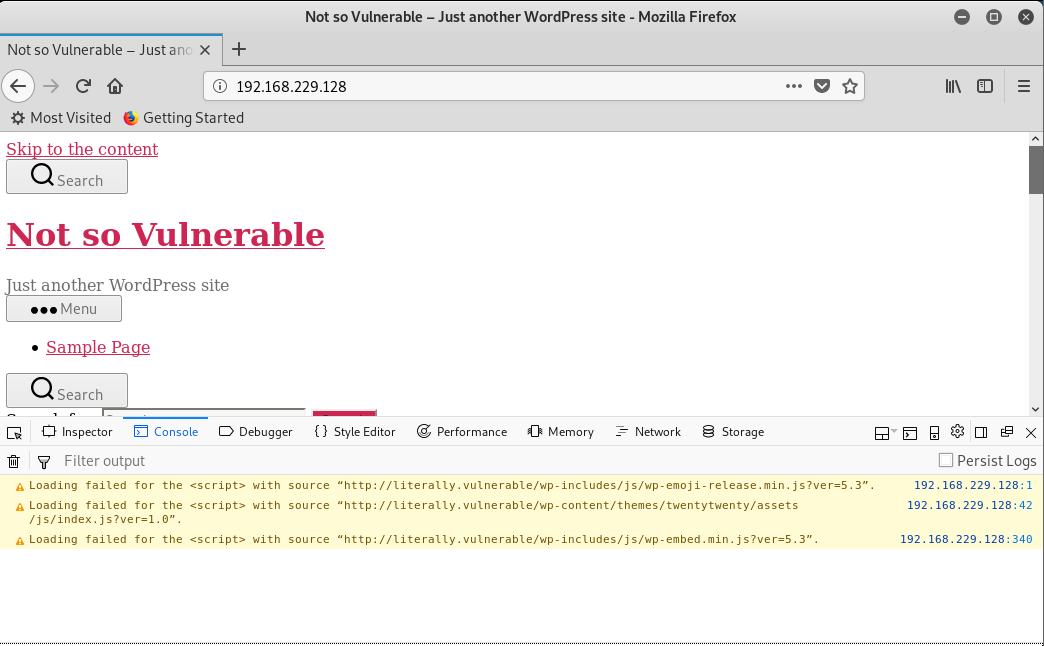 Not so Vulnerable – Just another WordPress site - Mozilla Firefox
Not so Vulnerable – Just ano
192.168.229.128
Most Visited Getting Started
Skip to the content
Search
Not so Vulnerable
Just another WordPress site
Menu
Sample Page
Search
Inspector Console Debugger Style Editor Performance Memory Network Storage
Filter output Persist Logs
Loading failed for the <script> with source “http://literally.vulnerable/wp-includes/js/wp-emoji-release.min.js?ver=5.3”. 192.168.229.128:1
Loading failed for the <script> with source “http://literally.vulnerable/wp-content/themes/twentytwenty/assets 192.168.229.128:42
/js/index.js?ver=1.0”.
Loading failed for the <script> with source “http://literally.vulnerable/wp-includes/js/wp-embed.min.js?ver=5.3”. 192.168.229.128:340